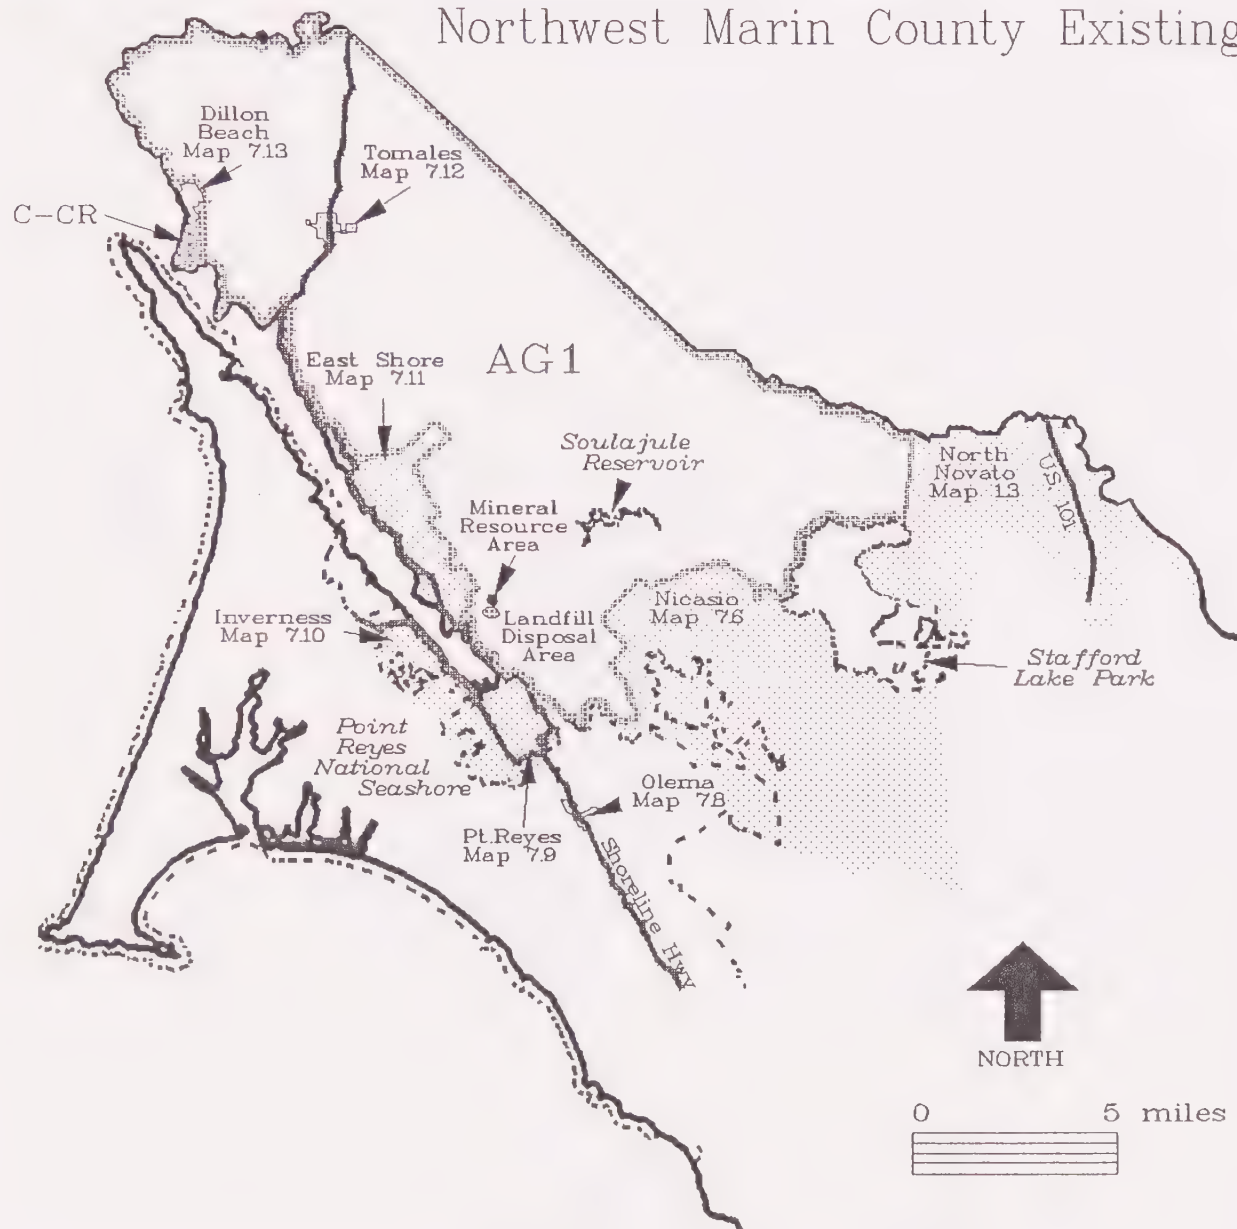 Northwest Marin County Existing
Dillon
Beach
Map 7.13
Tomales
Map 7.12
C-CR
East Shore
Map 7.11
AG1
Soulajule
Reservoir
North
Novato
Map 1.3
U.S. 101
Mineral
Resource
Area
Inverness
Map 7.10
Landfill
Disposal
Area
Nicasio
Map 7.6
Stafford
Lake Park
Point
Reyes
National
Seashore
Olema
Map 7.8
Pt.Reyes
Map 7.9
Shoreline Hwy
NORTH
0 5 miles